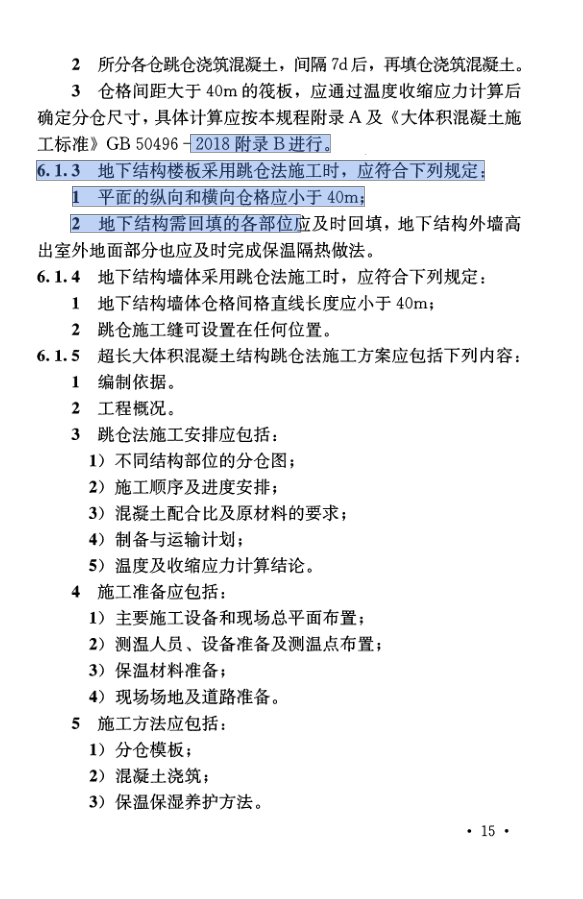 2 所分各仓跳仓浇筑混凝土，间隔 7d 后，再填仓浇筑混凝土。
3 仓格间距大于 40m 的筏板，应通过温度收缩应力计算后
确定分仓尺寸，具体计算应按本规程附录 A 及《大体积混凝土施
工标准》GB 50496－2018 附录 B 进行。
6.1.3 地下结构楼板采用跳仓法施工时，应符合下列规定：
1 平面的纵向和横向仓格应小于 40m；
2 地下结构需回填的各部位应及时回填，地下结构外墙高
出室外地面部分也应及时完成保温隔热做法。
6.1.4 地下结构墙体采用跳仓法施工时，应符合下列规定：
1 地下结构墙体仓格间格直线长度应小于 40m；
2 跳仓施工缝可设置在任何位置。
6.1.5 超长大体积混凝土结构跳仓法施工方案应包括下列内容：
1 编制依据。
2 工程概况。
3 跳仓法施工安排应包括：
1）不同结构部位的分仓图；
2）施工顺序及进度安排；
3）混凝土配合比及原材料的要求；
4）制备与运输计划；
5）温度及收缩应力计算结论。
4 施工准备应包括：
1）主要施工设备和现场总平面布置；
2）测温人员、设备准备及测温点布置；
3）保温材料准备；
4）现场场地及道路准备。
5 施工方法应包括：
1）分仓模板；
2）混凝土浇筑；
3）保温保湿养护方法。
• 15 •